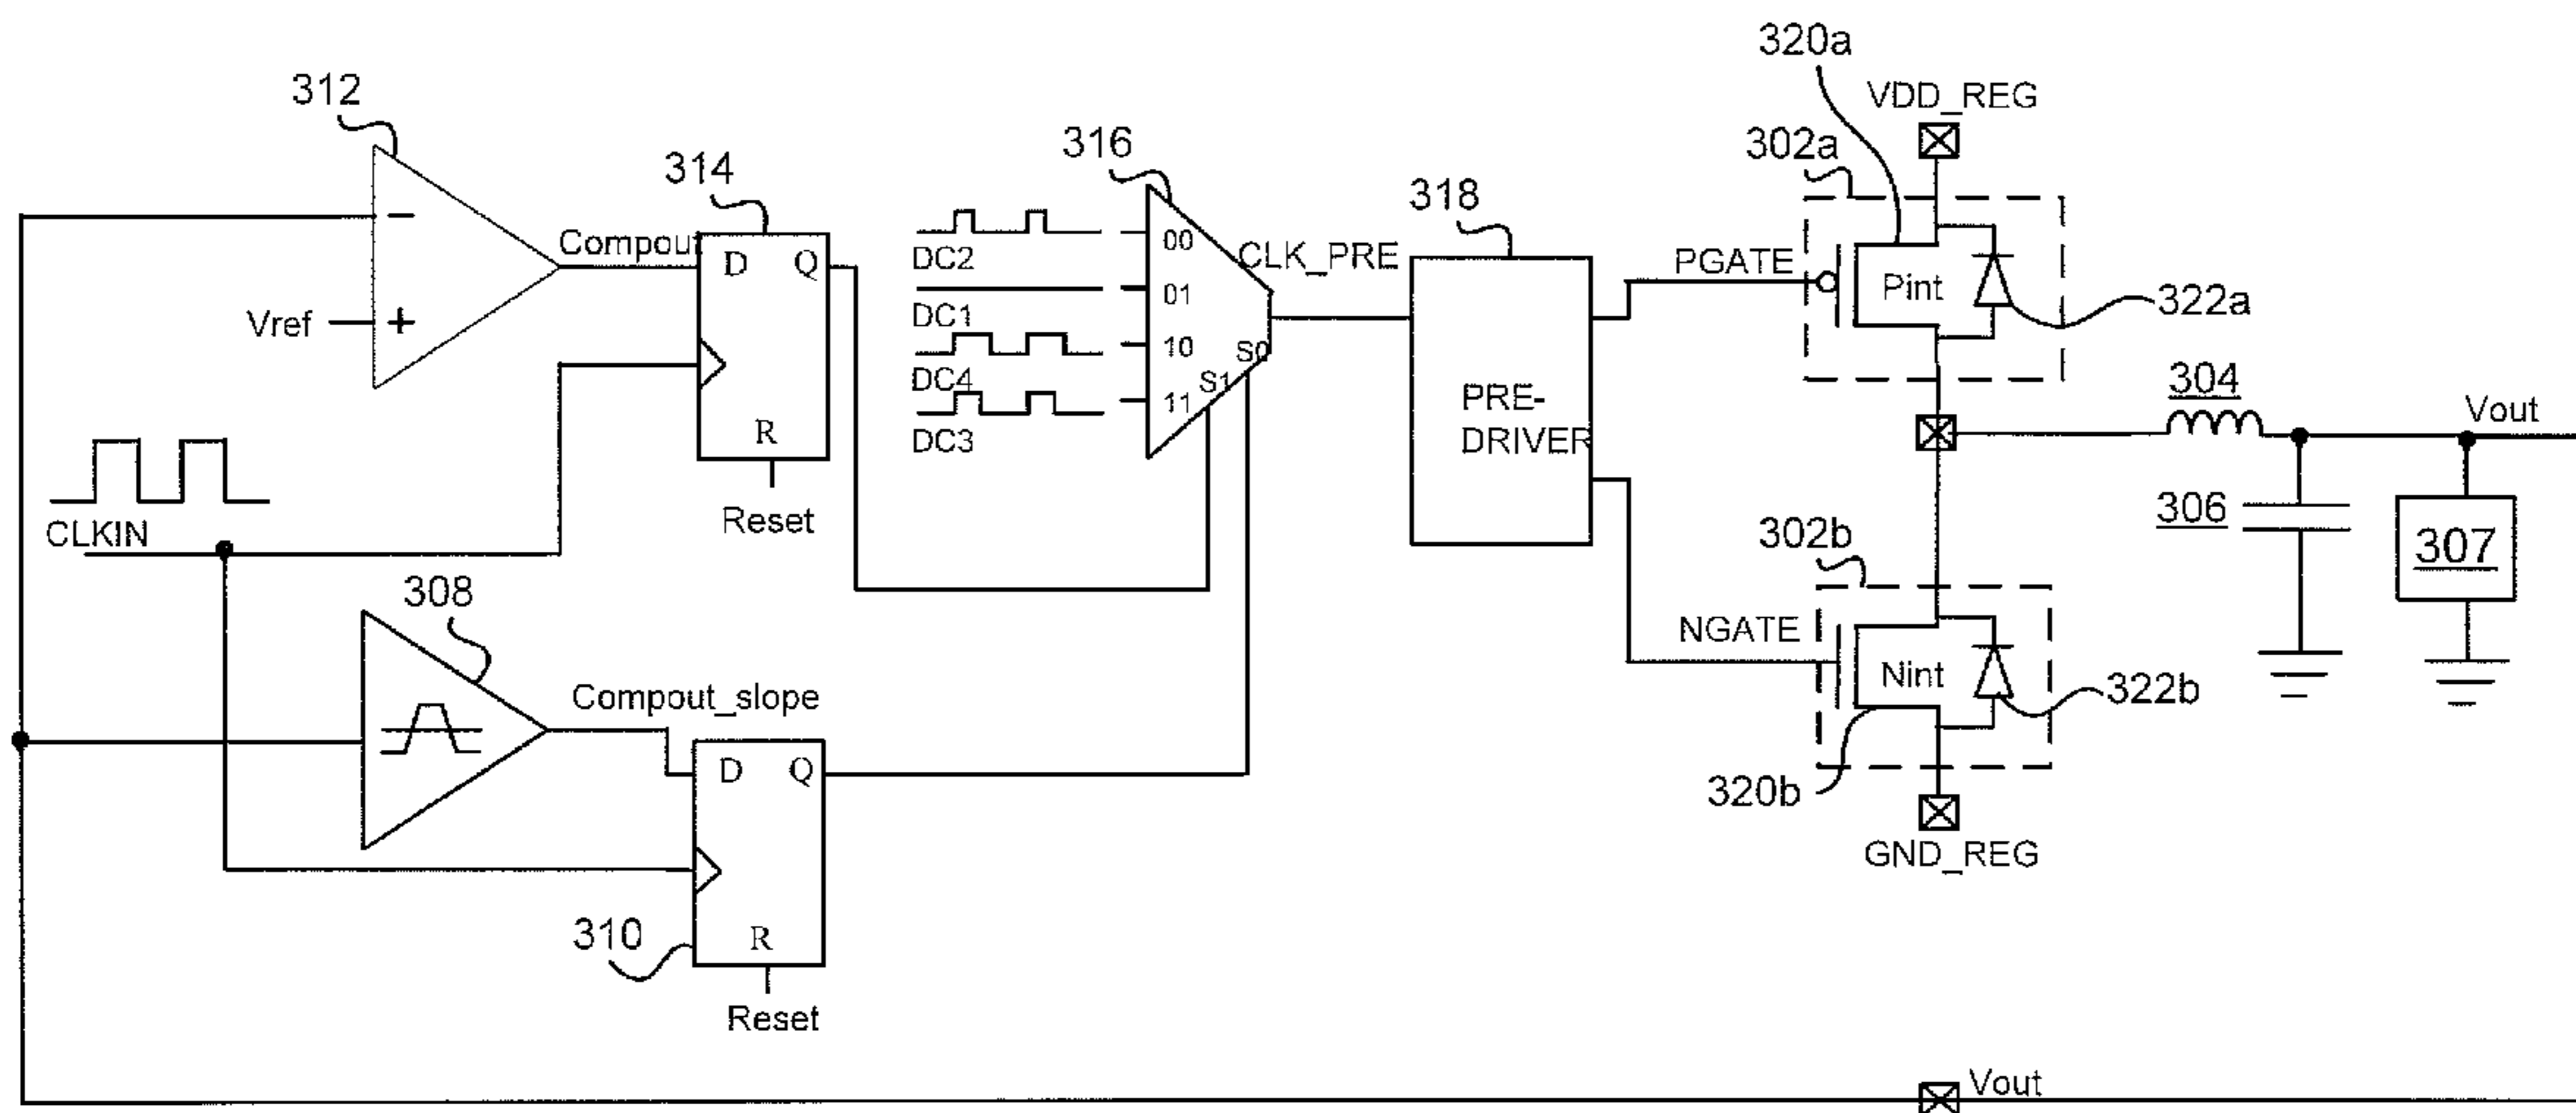 320a
VDD_REG
312
302a
316
314
318
Compout
D
Q
DC2
00
CLK_PRE
PGATE
Pint
322a
01
DC1
Vref
+
10
S0
DC4
S1
304
Vout
11
PRE-
DRIVER
DC3
R
CLKIN
Reset
306
307
302b
308
NGATE
Nint
322b
Compout_slope
D
Q
320b
GND_REG
310
R
Reset
Vout